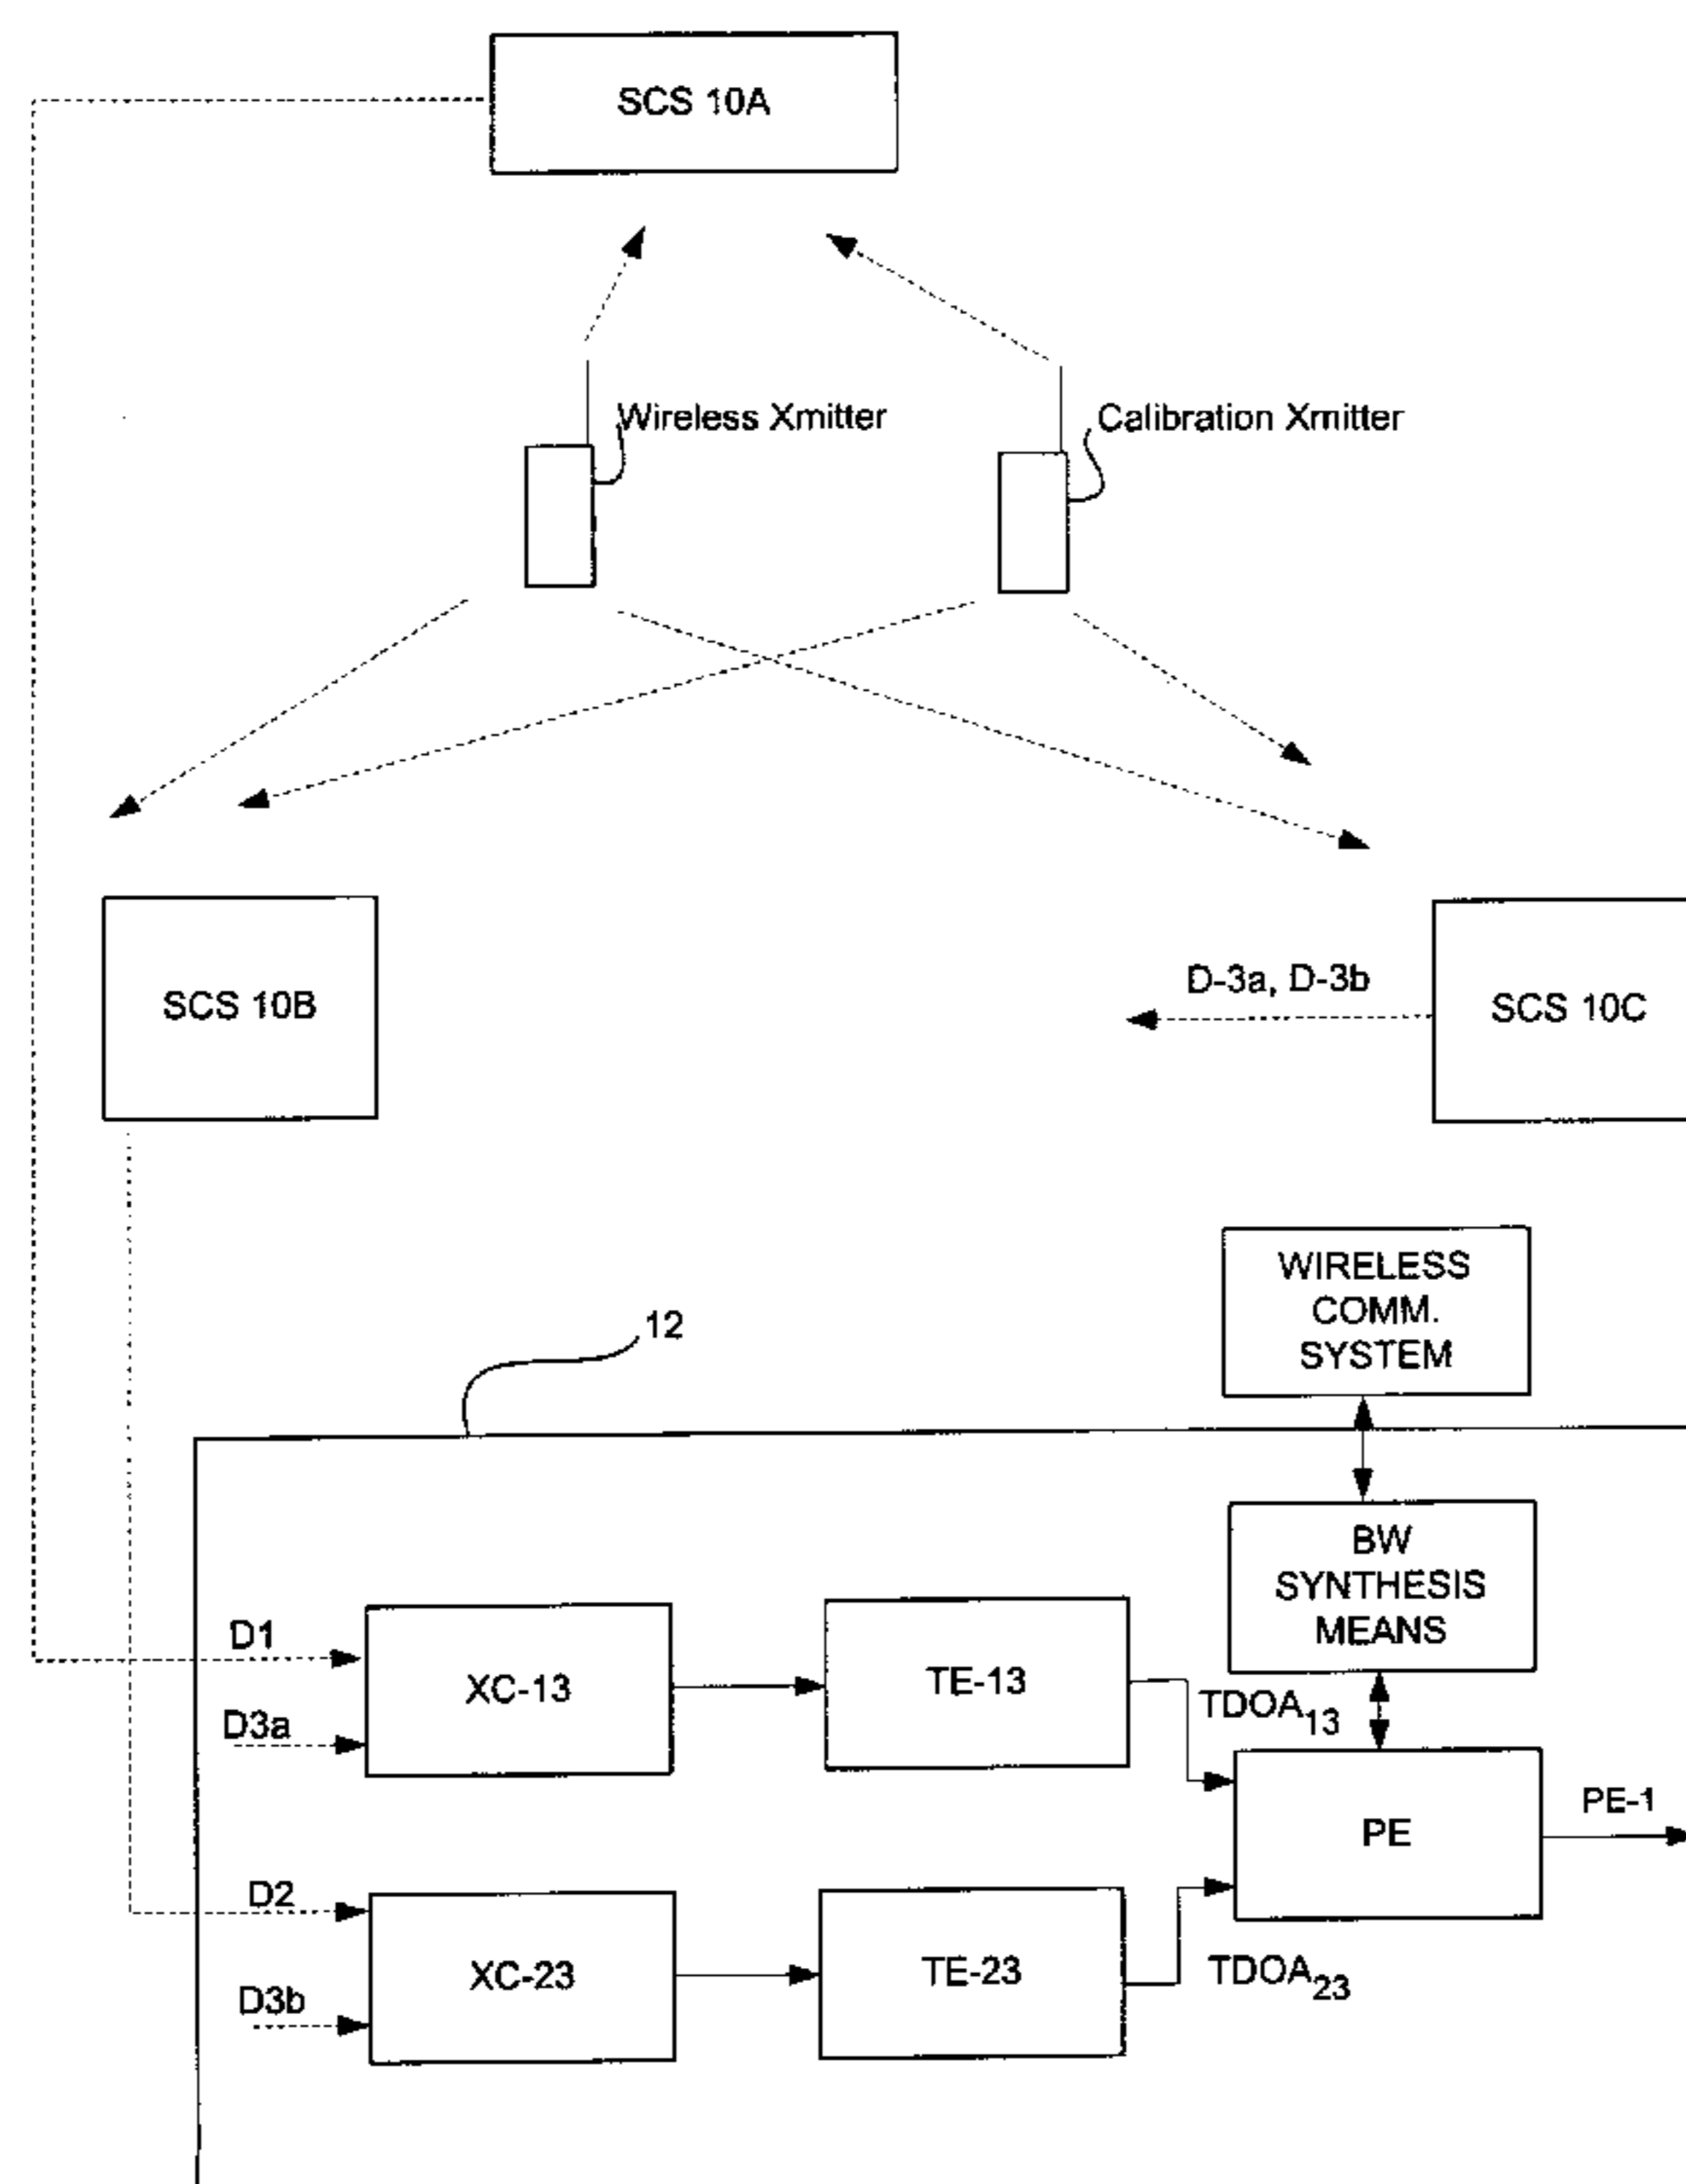 SCS 10A
Wireless Xmitter
Calibration Xmitter
D-3a, D-3b
SCS 10B
SCS 10C
WIRELESS
COMM.
SYSTEM
12
BW
SYNTHESIS
MEANS
D1
XC-13
TE-13
TDOA13
D3a
PE-1
PE
D2
XC-23
TE-23
TDOA23
D3b